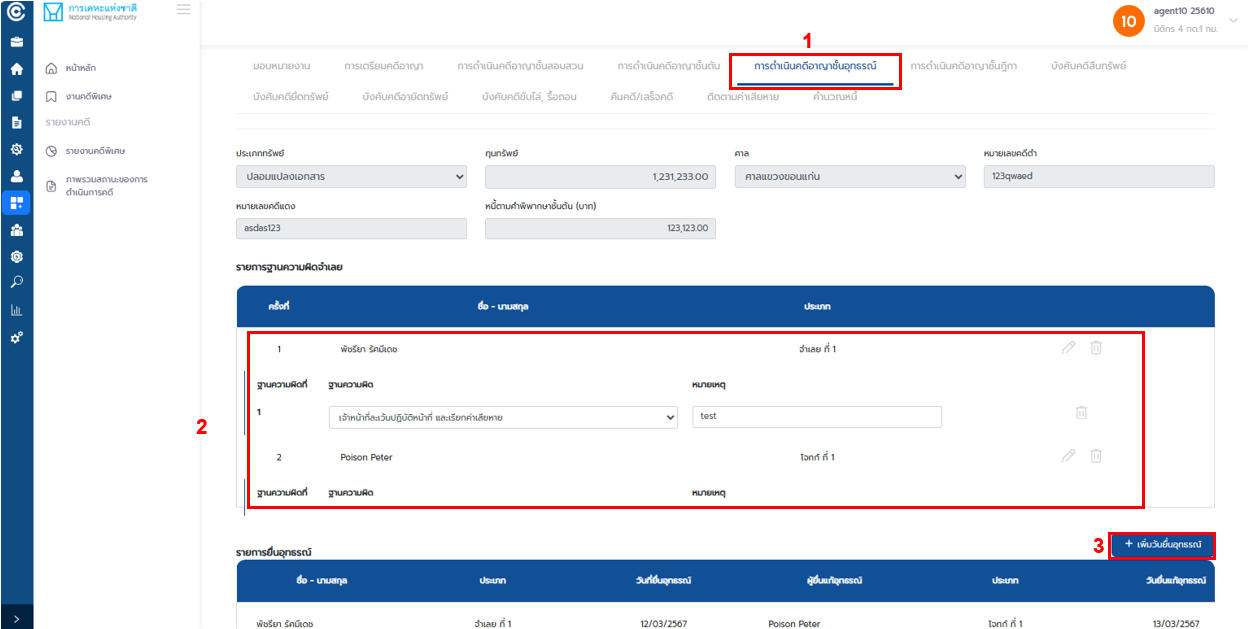 การเคหะแห่งชาติ
National Housing Authority
agent10 25610
10
นิติกร 4 กด.1 กม.
หน้าหลัก
งานคดีพิเศษ
รายงานคดี
รายงานคดีพิเศษ
ภาพรวมสถานะของการ
ดำเนินการคดี
1
มอบหมายงาน การเตรียมคดีอาญา การดำเนินคดีอาญาชั้นสอบสวน การดำเนินคดีอาญาชั้นต้น การดำเนินคดีอาญาชั้นอุทธรณ์ การดำเนินคดีอาญาชั้นฎีกา บังคับคดีสืบทรัพย์
บังคับคดียึดทรัพย์ บังคับคดีอายัดทรัพย์ บังคับคดีขับไล่, รื้อถอน คืนคดี/เสร็จคดี ติดตามค่าเสียหาย คำนวณหนี้
ประเภททรัพย์ ทุนทรัพย์ ศาล หมายเลขคดีดำ
ปลอมแปลงเอกสาร 1,231,233.00 ศาลแขวงขอนแก่น 123qwaed
หมายเลขคดีแดง หนี้ตามคำพิพากษาชั้นต้น (บาท)
asdas123 123,123.00
รายการฐานความผิดจำเลย
ครั้งที่ ชื่อ - นามสกุล ประเภท
1 พัชรียา รัศมีเดช จำเลย ที่ 1
ฐานความผิดที่ ฐานความผิด หมายเหตุ
1 เจ้าหน้าที่ละเว้นปฏิบัติหน้าที่ และเรียกค่าเสียหาย test
2
2 Poison Peter โจทก์ ที่ 1
ฐานความผิดที่ ฐานความผิด หมายเหตุ
3 + เพิ่มวันยื่นอุทธรณ์
รายการยื่นอุทธรณ์
ชื่อ - นามสกุล ประเภท วันที่ยื่นอุทธรณ์ ผู้ยื่นแก้อุทธรณ์ ประเภท วันยื่นแก้อุทธรณ์
พัชรียา รัศมีเดช จำเลย ที่ 1 12/03/2567 Poison Peter โจทก์ ที่ 1 13/03/2567